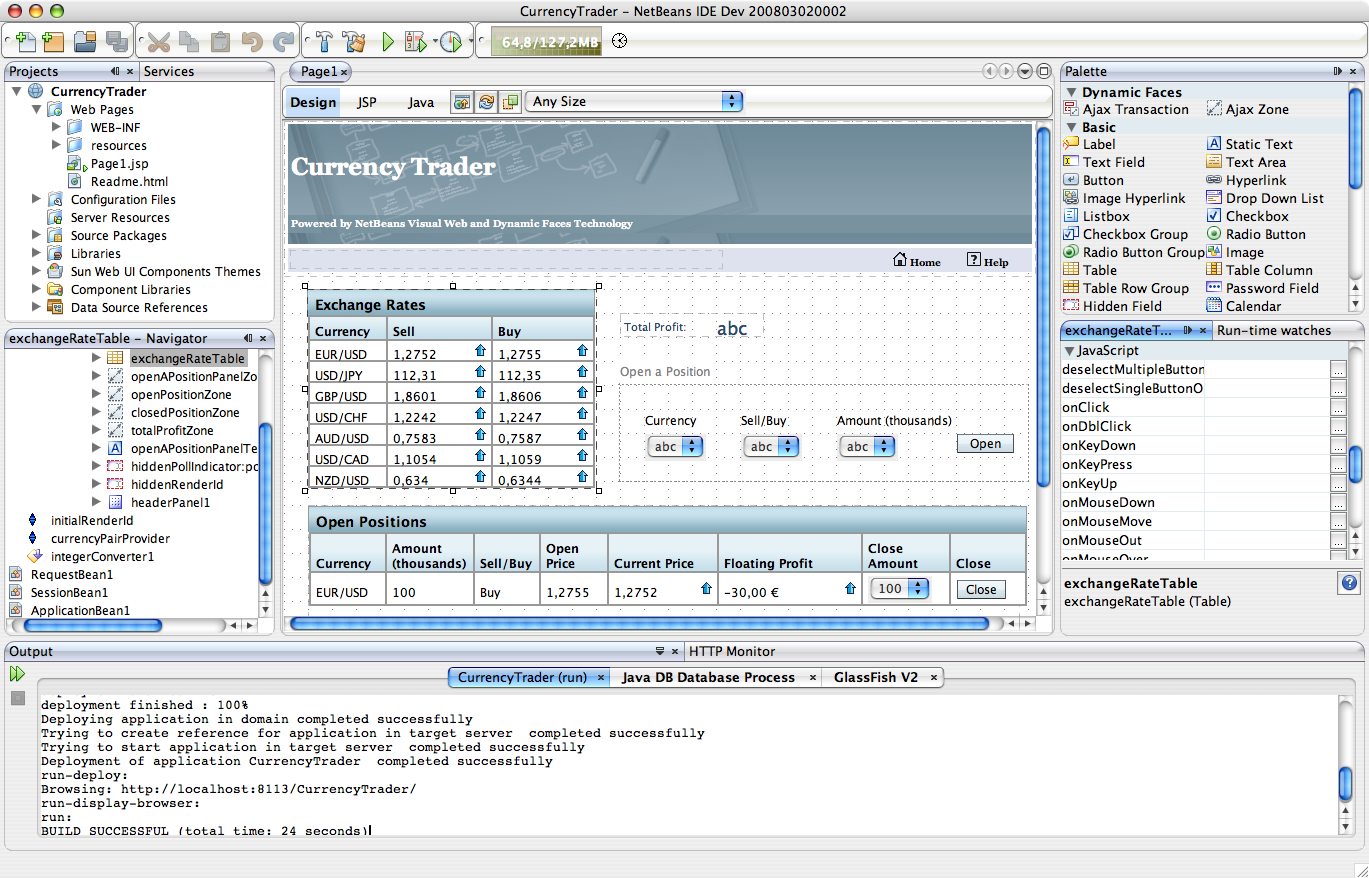 CurrencyTrader – NetBeans IDE Dev 200803020002
64,8/127,2MB
Projects
Services
CurrencyTrader
Web Pages
WEB-INF
resources
Page1.jsp
Readme.html
Configuration Files
Server Resources
Source Packages
Libraries
Sun Web UI Components Themes
Component Libraries
Data Source References
exchangeRateTable – Navigator
exchangeRateTable
openAPositionPanelZo
openPositionZone
closedPositionZone
totalProfitZone
openAPositionPanelTe
hiddenPollIndicator:po
hiddenRenderId
headerPanel1
initialRenderId
currencyPairProvider
integerConverter1
RequestBean1
SessionBean1
ApplicationBean1
Page1
Design JSP Java Any Size
Currency Trader
Powered by NetBeans Visual Web and Dynamic Faces Technology
Home Help
Exchange Rates
Currency Sell Buy
EUR/USD 1,2752 1,2755
USD/JPY 112,31 112,35
GBP/USD 1,8601 1,8606
USD/CHF 1,2242 1,2247
AUD/USD 0,7583 0,7587
USD/CAD 1,1054 1,1059
NZD/USD 0,634 0,6344
Total Profit: abc
Open a Position
Currency Sell/Buy Amount (thousands)
abc abc abc Open
Open Positions
Currency Amount (thousands) Sell/Buy Open Price Current Price Floating Profit Close Amount Close
EUR/USD 100 Buy 1,2755 1,2752 -30,00 € 100 Close
Palette
Dynamic Faces
Ajax Transaction Ajax Zone
Basic
Label Static Text
Text Field Text Area
Button Hyperlink
Image Hyperlink Drop Down List
Listbox Checkbox
Checkbox Group Radio Button
Radio Button Group Image
Table Table Column
Table Row Group Password Field
Hidden Field Calendar
exchangeRateT... Run-time watches
JavaScript
deselectMultipleButton
deselectSingleButtonO
onClick
onDblClick
onKeyDown
onKeyPress
onKeyUp
onMouseDown
onMouseMove
onMouseOut
onMouseOver
exchangeRateTable
exchangeRateTable (Table)
Output
HTTP Monitor
CurrencyTrader (run) Java DB Database Process GlassFish V2
deployment finished : 100%
Deploying application in domain completed successfully
Trying to create reference for application in target server  completed successfully
Trying to start application in target server  completed successfully
Deployment of application CurrencyTrader  completed successfully
run-deploy:
Browsing: http://localhost:8113/CurrencyTrader/
run-display-browser:
run:
BUILD SUCCESSFUL (total time: 24 seconds)